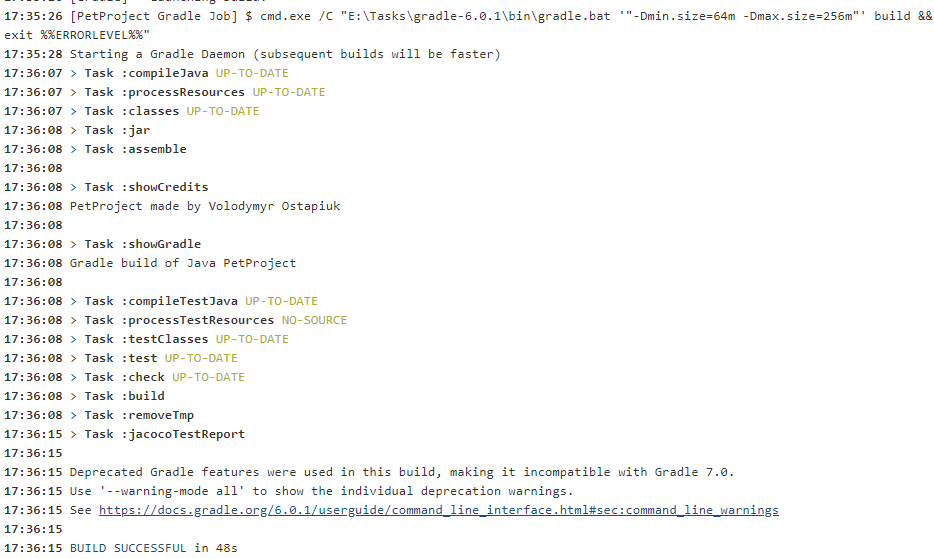 17:35:26 [PetProject Gradle Job] $ cmd.exe /C "E:\Tasks\gradle-6.0.1\bin\gradle.bat '"-Dmin.size=64m -Dmax.size=256m"' build &&
exit %%ERRORLEVEL%%"
17:35:28 Starting a Gradle Daemon (subsequent builds will be faster)
17:36:07 > Task :compileJava UP-TO-DATE
17:36:07 > Task :processResources UP-TO-DATE
17:36:07 > Task :classes UP-TO-DATE
17:36:08 > Task :jar
17:36:08 > Task :assemble
17:36:08
17:36:08 > Task :showCredits
17:36:08 PetProject made by Volodymyr Ostapiuk
17:36:08
17:36:08 > Task :showGradle
17:36:08 Gradle build of Java PetProject
17:36:08
17:36:08 > Task :compileTestJava UP-TO-DATE
17:36:08 > Task :processTestResources NO-SOURCE
17:36:08 > Task :testClasses UP-TO-DATE
17:36:08 > Task :test UP-TO-DATE
17:36:08 > Task :check UP-TO-DATE
17:36:08 > Task :build
17:36:08 > Task :removeTmp
17:36:15 > Task :jacocoTestReport
17:36:15
17:36:15 Deprecated Gradle features were used in this build, making it incompatible with Gradle 7.0.
17:36:15 Use '--warning-mode all' to show the individual deprecation warnings.
17:36:15 See https://docs.gradle.org/6.0.1/userguide/command_line_interface.html#sec:command_line_warnings
17:36:15
17:36:15 BUILD SUCCESSFUL in 48s